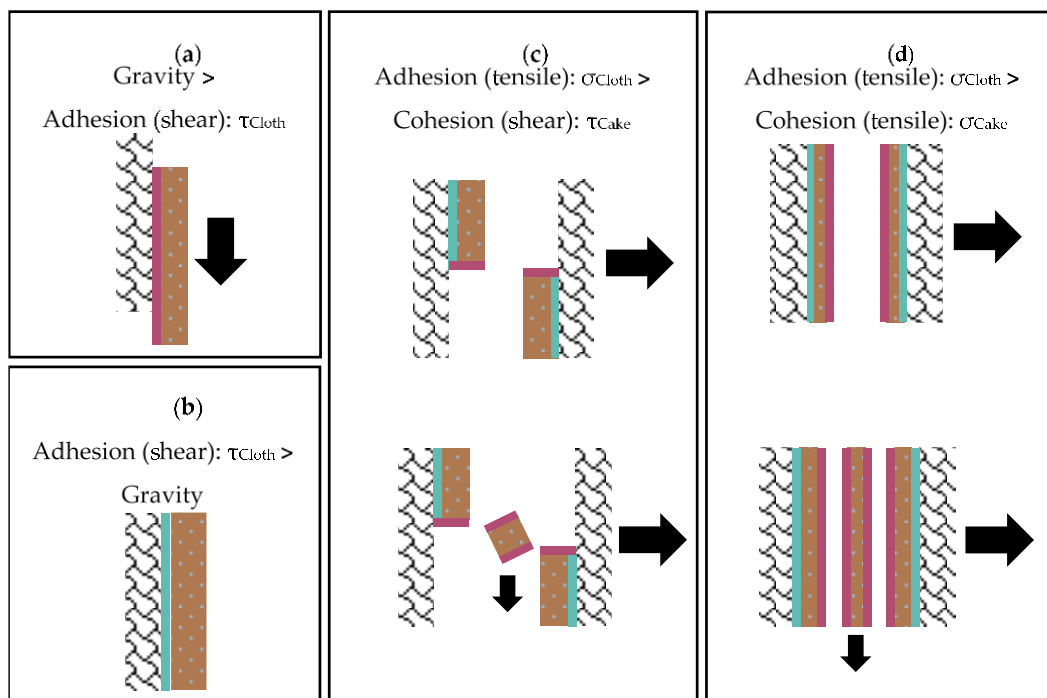 (a)
Gravity >
Adhesion (shear): τCloth
(b)
Adhesion (shear): τCloth >
Gravity
(c)
Adhesion (tensile): σCloth >
Cohesion (shear): τCake
(d)
Adhesion (tensile): σCloth >
Cohesion (tensile): σCake